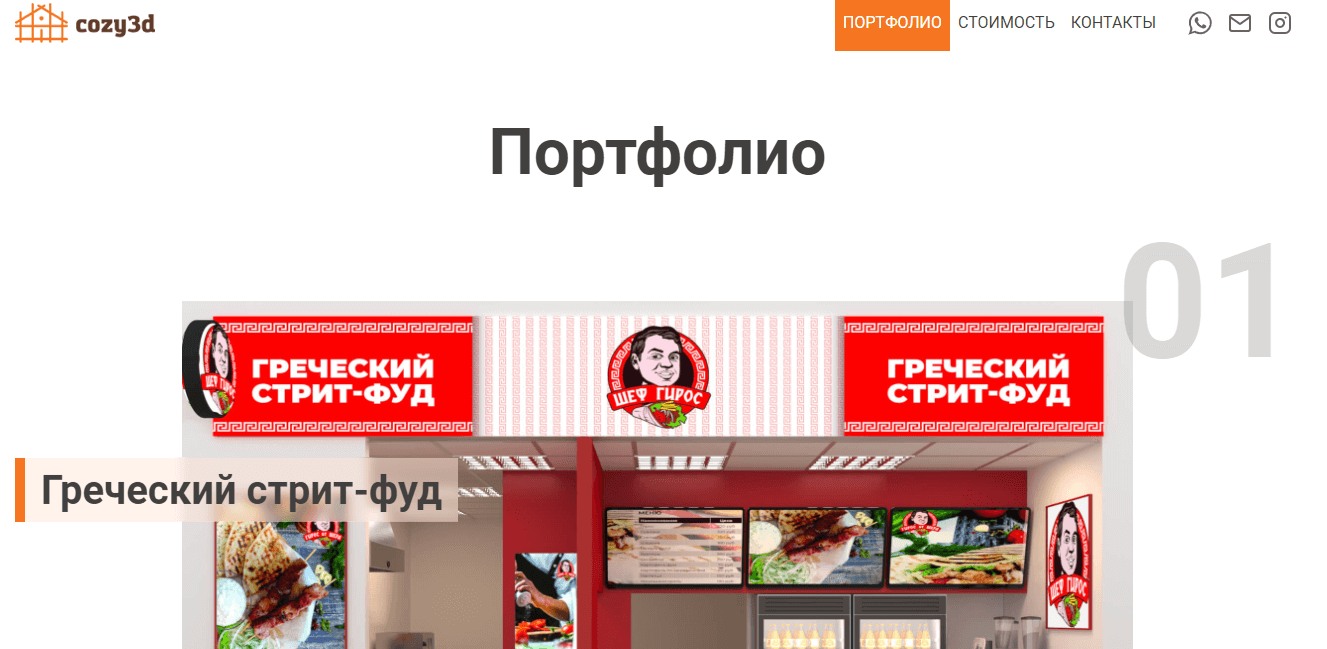 cozy3d
ПОРТФОЛИО СТОИМОСТЬ КОНТАКТЫ
Портфолио
01
ГРЕЧЕСКИЙ
СТРИТ-ФУД
ШЕФ ГИРОС
ГРЕЧЕСКИЙ
СТРИТ-ФУД
Греческий стрит-фуд
МЕНЮ
ШЕФ ГИРОС